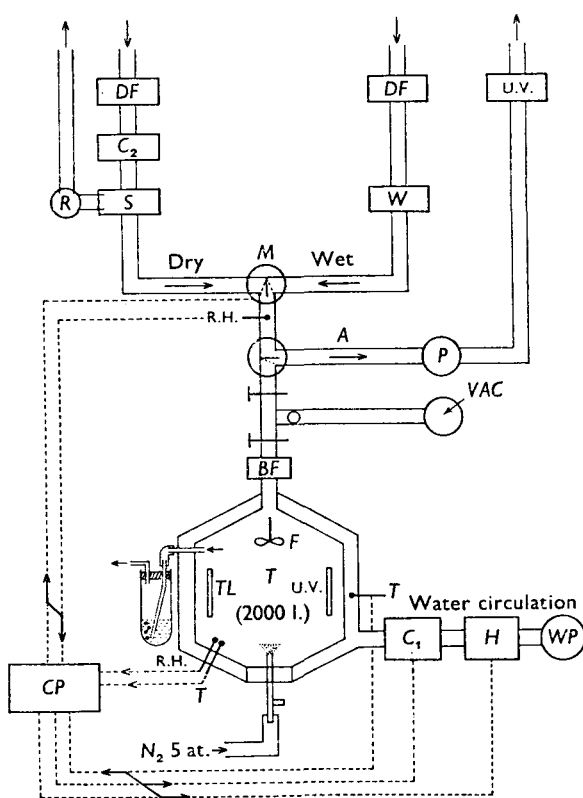 DF
DF
U.V.
C₂
R
S
W
M
Dry
Wet
R.H.
A
P
VAC
BF
F
TL
T
U.V.
T
(2000 l.)
Water circulation
C₁
H
WP
R.H.
CP
T
N₂ 5 at.